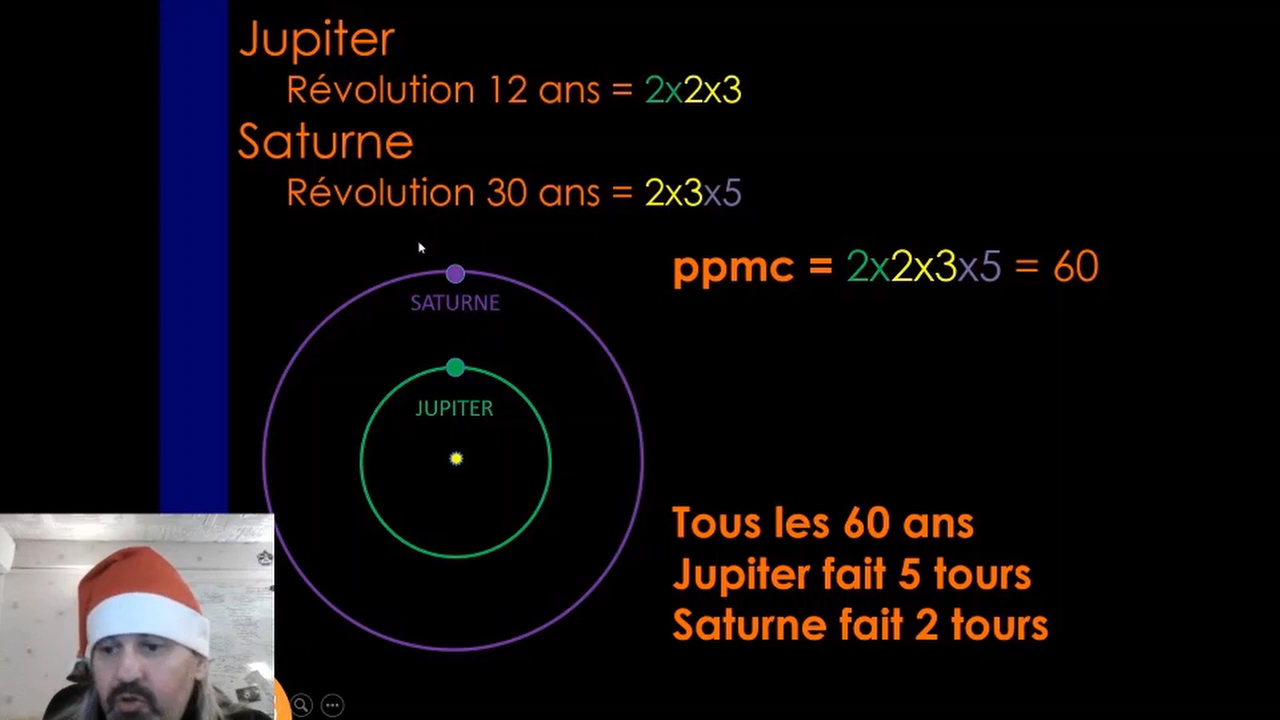 Jupiter
Révolution 12 ans = 2x2x3
Saturne
Révolution 30 ans = 2x3x5
ppmc = 2x2x3x5 = 60
SATURNE
JUPITER
Tous les 60 ans
Jupiter fait 5 tours
Saturne fait 2 tours